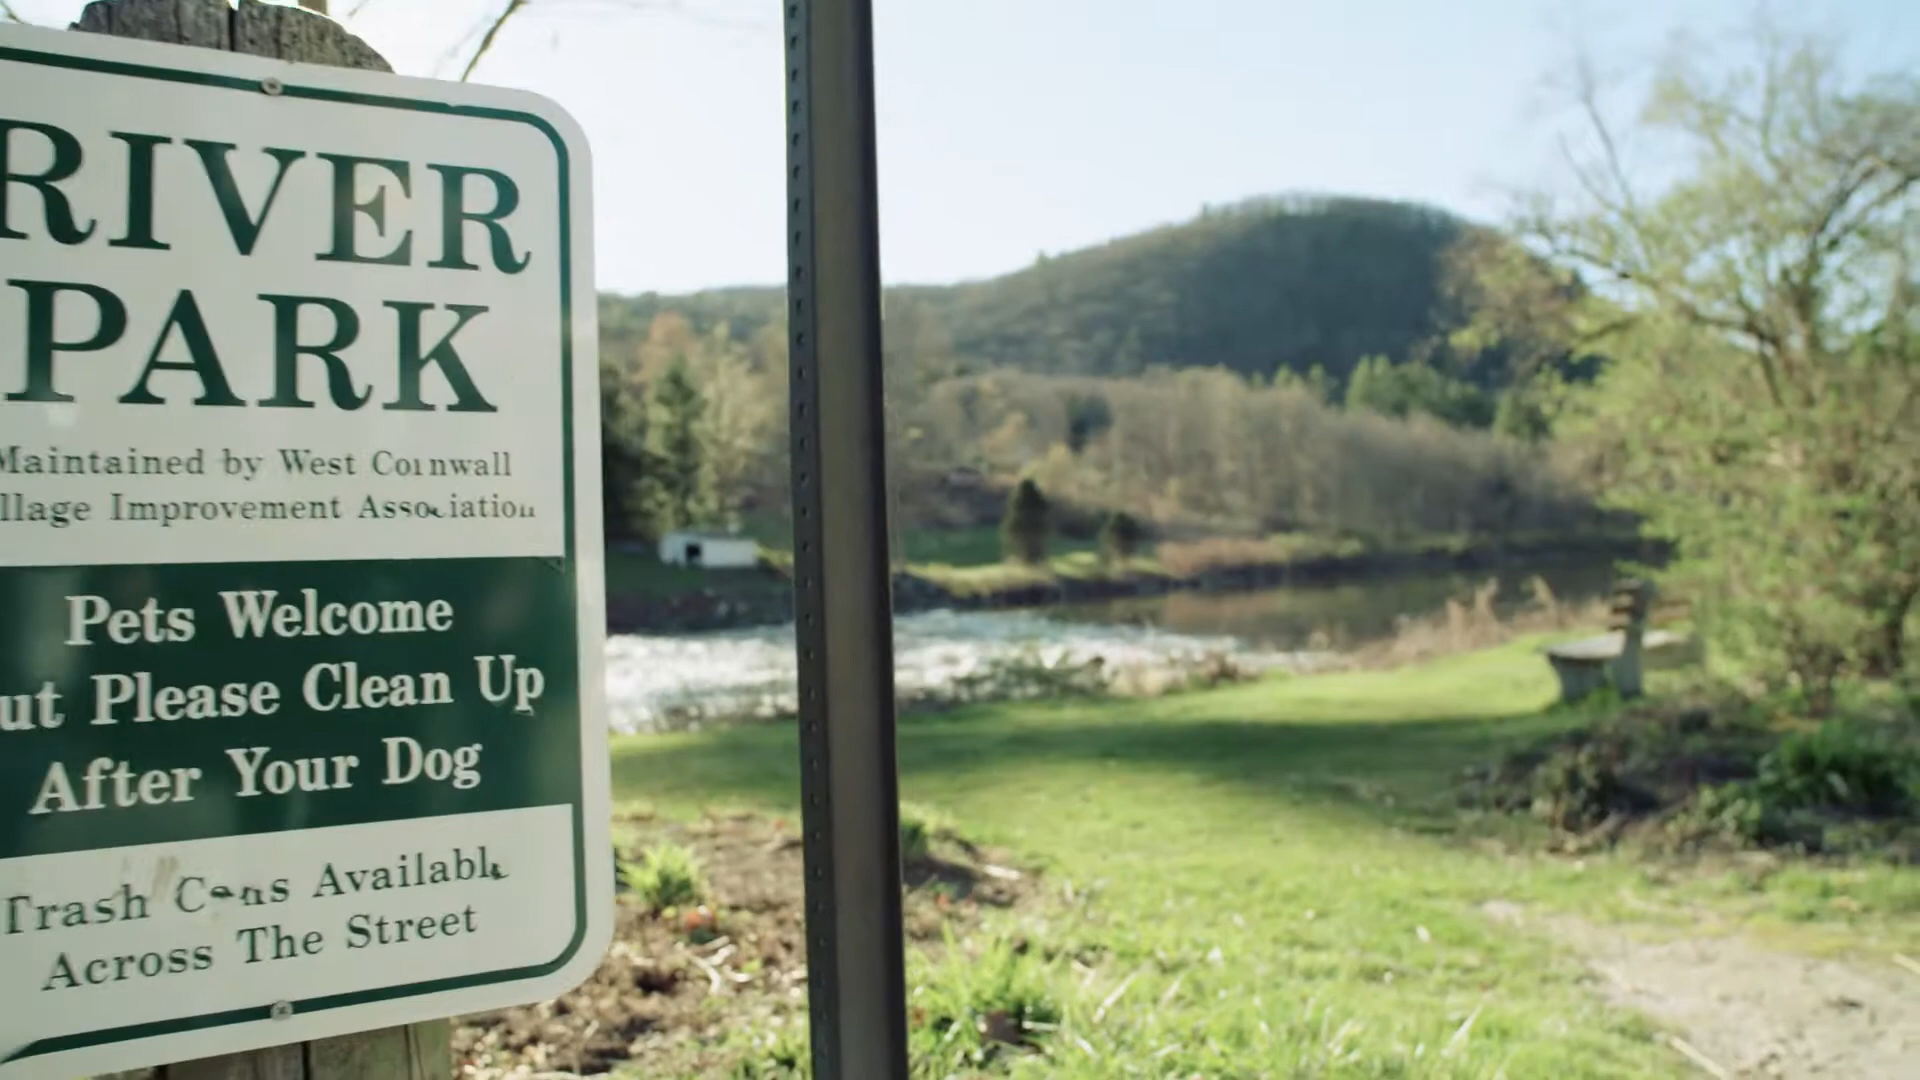 RIVER
PARK
Maintained by West Cornwall
llage Improvement Association
Pets Welcome
ut Please Clean Up
After Your Dog
Trash Cans Available
Across The Street